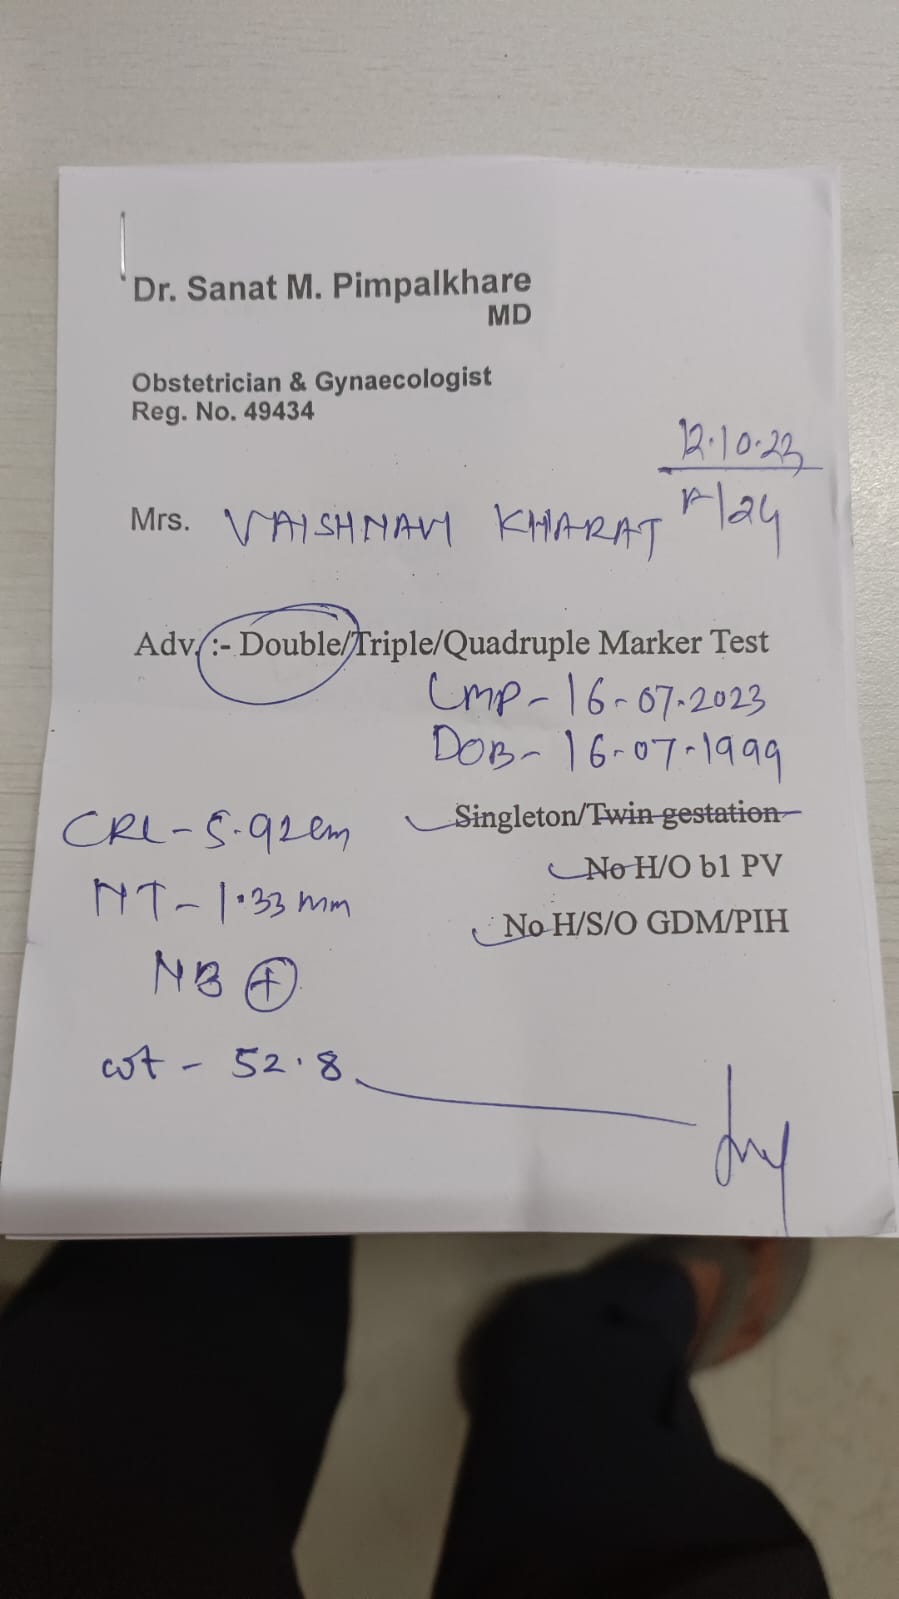 Dr. Sanat M. Pimpalkhare
MD
Obstetrician & Gynaecologist
Reg. No. 49434
12.10.23
F/24
Mrs. VAISHNAVI KHARAT
Adv. :- Double/Triple/Quadruple Marker Test
LMP - 16-07-2023
DOB - 16-07-1999
CRL - 5.92cm
Singleton/Twin gestation
No H/O b1 PV
NT - 1.33 mm
No H/S/O GDM/PIH
NB +
wt - 52.8